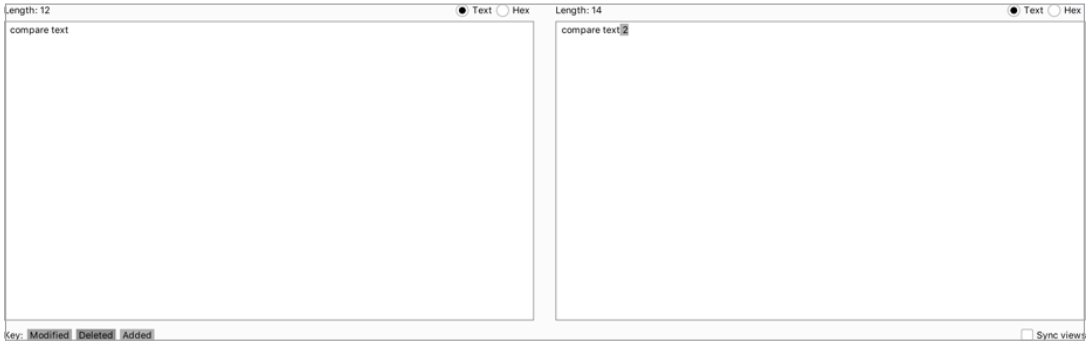 Length: 12 Text Hex
compare text
Length: 14 Text Hex
compare text 2
Key: Modified Deleted Added
Sync views